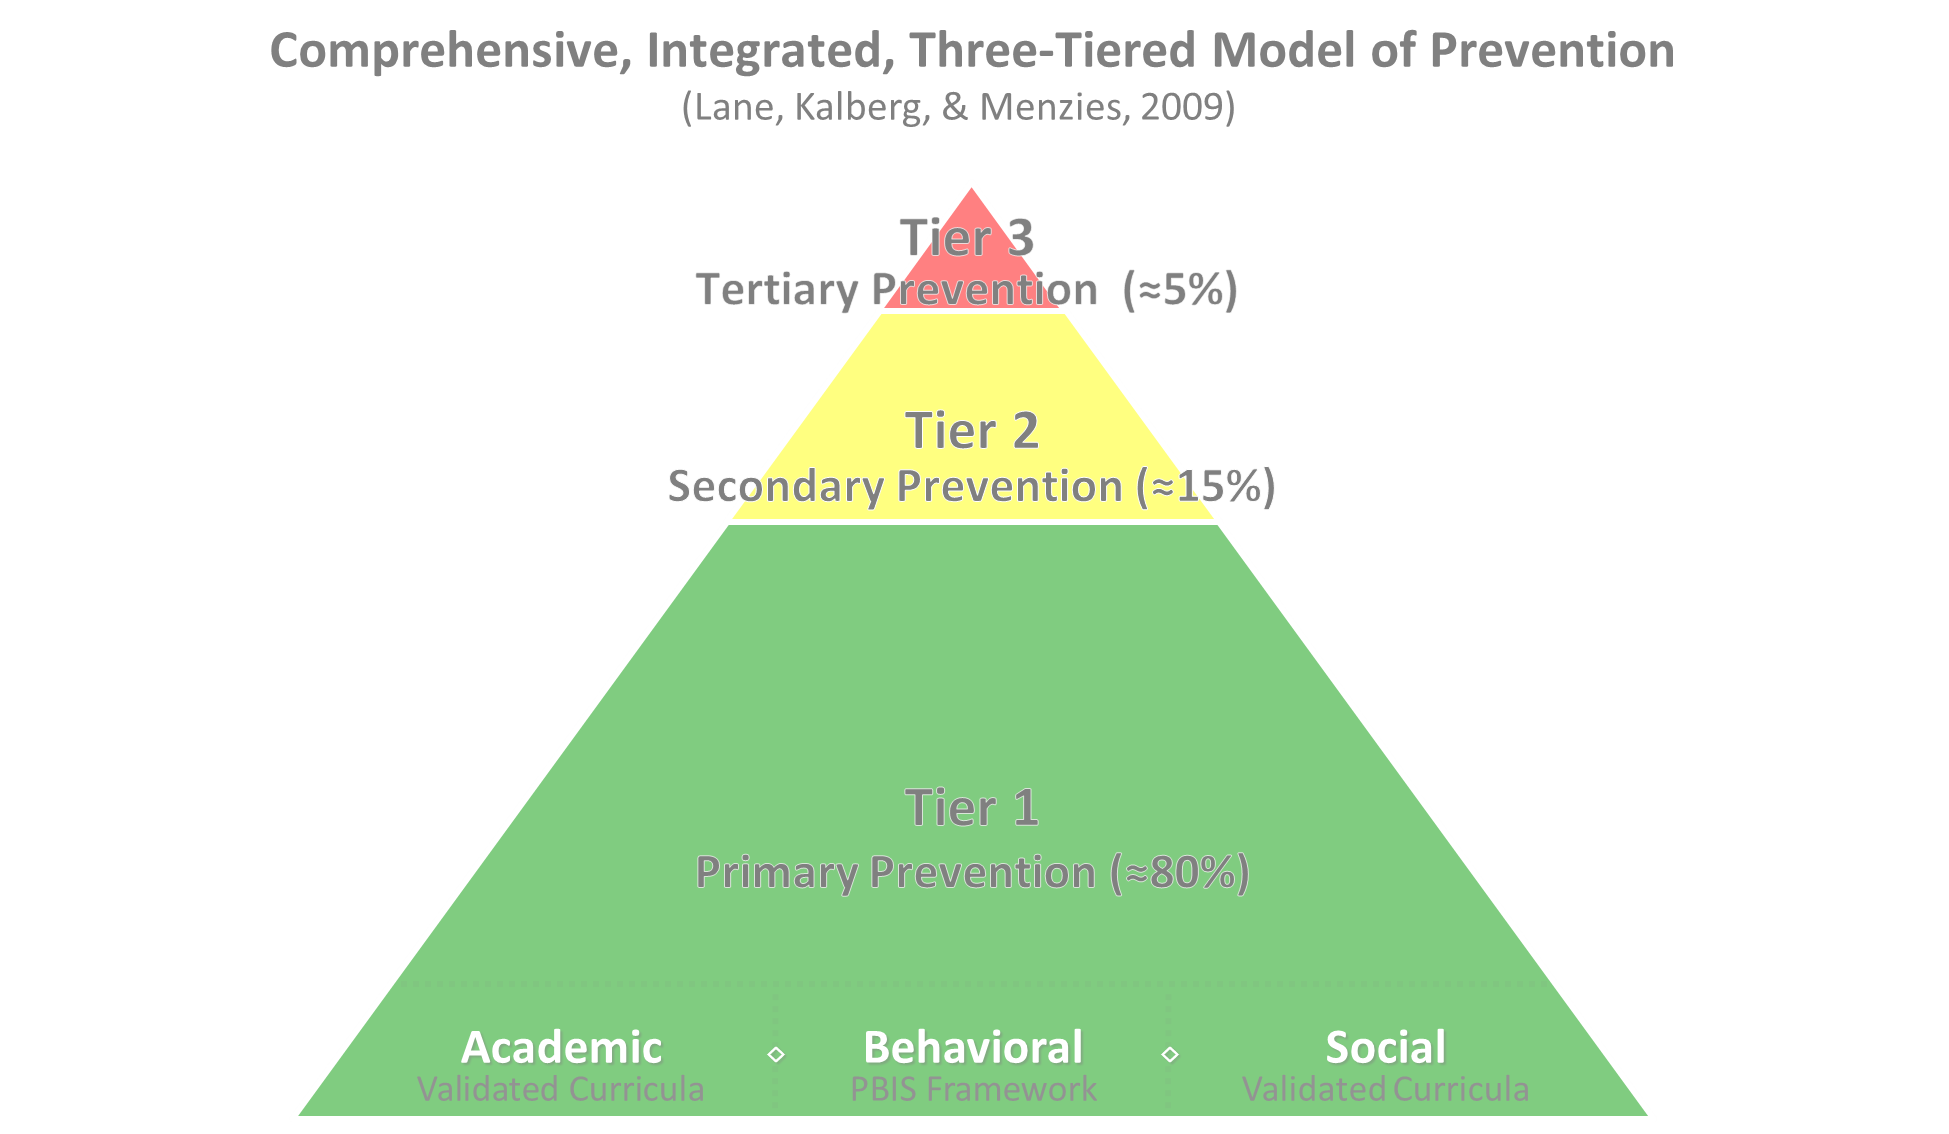 Comprehensive, Integrated, Three-Tiered Model of Prevention
(Lane, Kalberg, & Menzies, 2009)
Tier 3
Tertiary Prevention (≈5%)
Tier 2
Secondary Prevention (≈15%)
Tier 1
Primary Prevention (≈80%)
Academic ◇ Behavioral ◇ Social
Validated Curricula PBIS Framework Validated Curricula